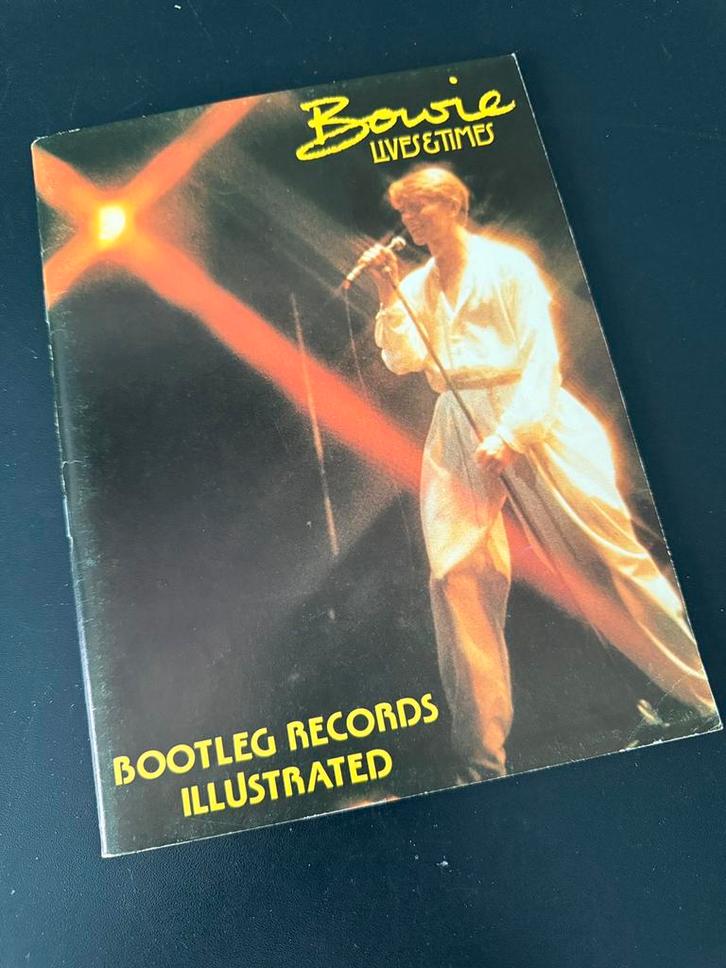 Bowie
LIVES & TIMES
BOOTLEG RECORDS
ILLUSTRATED